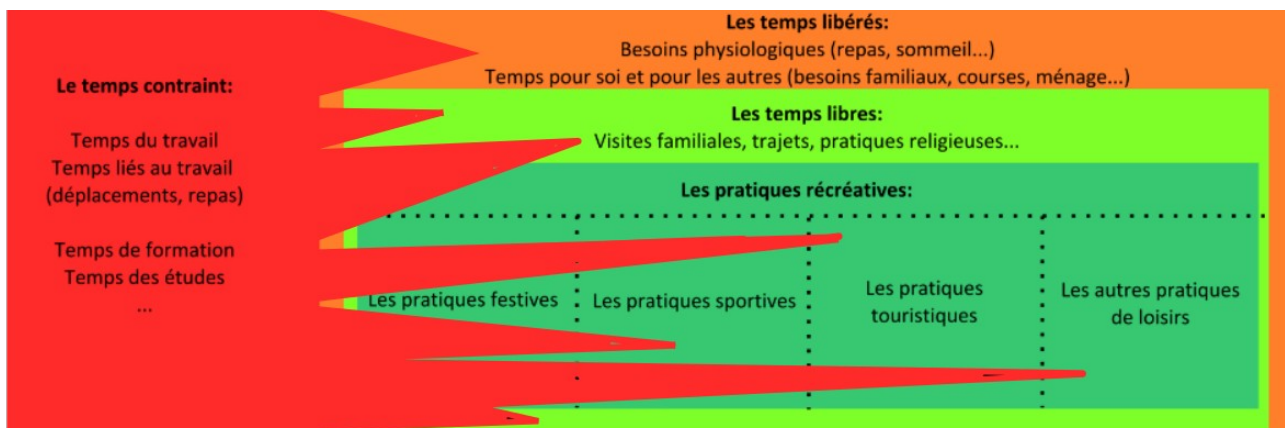 Le temps contraint:
Temps du travail
Temps liés au travail
(déplacements, repas)
Temps de formation
Temps des études
...
Les temps libérés:
Besoins physiologiques (repas, sommeil...)
Temps pour soi et pour les autres (besoins familiaux, courses, ménage...)
Les temps libres:
Visites familiales, trajets, pratiques religieuses...
Les pratiques récréatives:
Les pratiques festives
Les pratiques sportives
Les pratiques
touristiques
Les autres pratiques
de loisirs